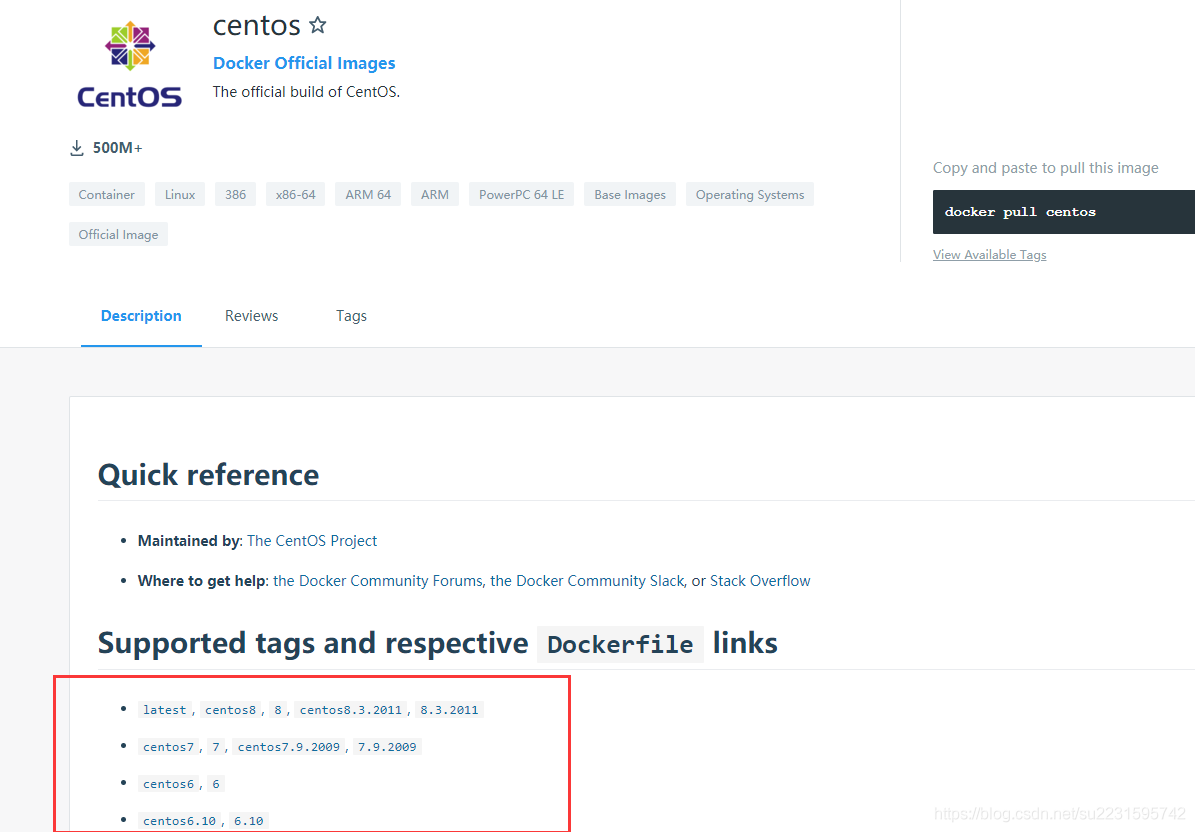 centos
Docker Official Images
CentOS
The official build of CentOS.
500M+
Container Linux 386 x86-64 ARM 64 ARM PowerPC 64 LE Base Images Operating Systems
Official Image
Copy and paste to pull this image
docker pull centos
View Available Tags
Description Reviews Tags
Quick reference
• Maintained by: The CentOS Project
• Where to get help: the Docker Community Forums, the Docker Community Slack, or Stack Overflow
Supported tags and respective Dockerfile links
• latest, centos8, 8, centos8.3.2011, 8.3.2011
• centos7, 7, centos7.9.2009, 7.9.2009
• centos6, 6
• centos6.10, 6.10
https://blog.csdn.net/su2231595742